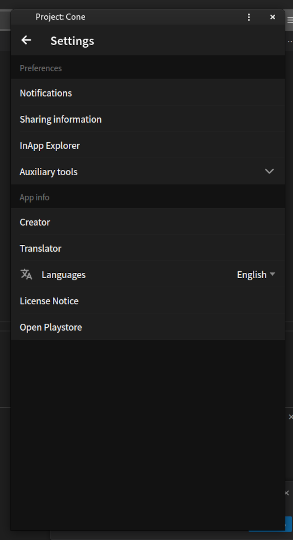 Project: Cone
Settings
Preferences
Notifications
Sharing information
InApp Explorer
Auxiliary tools
App info
Creator
Translator
Languages English
License Notice
Open Playstore